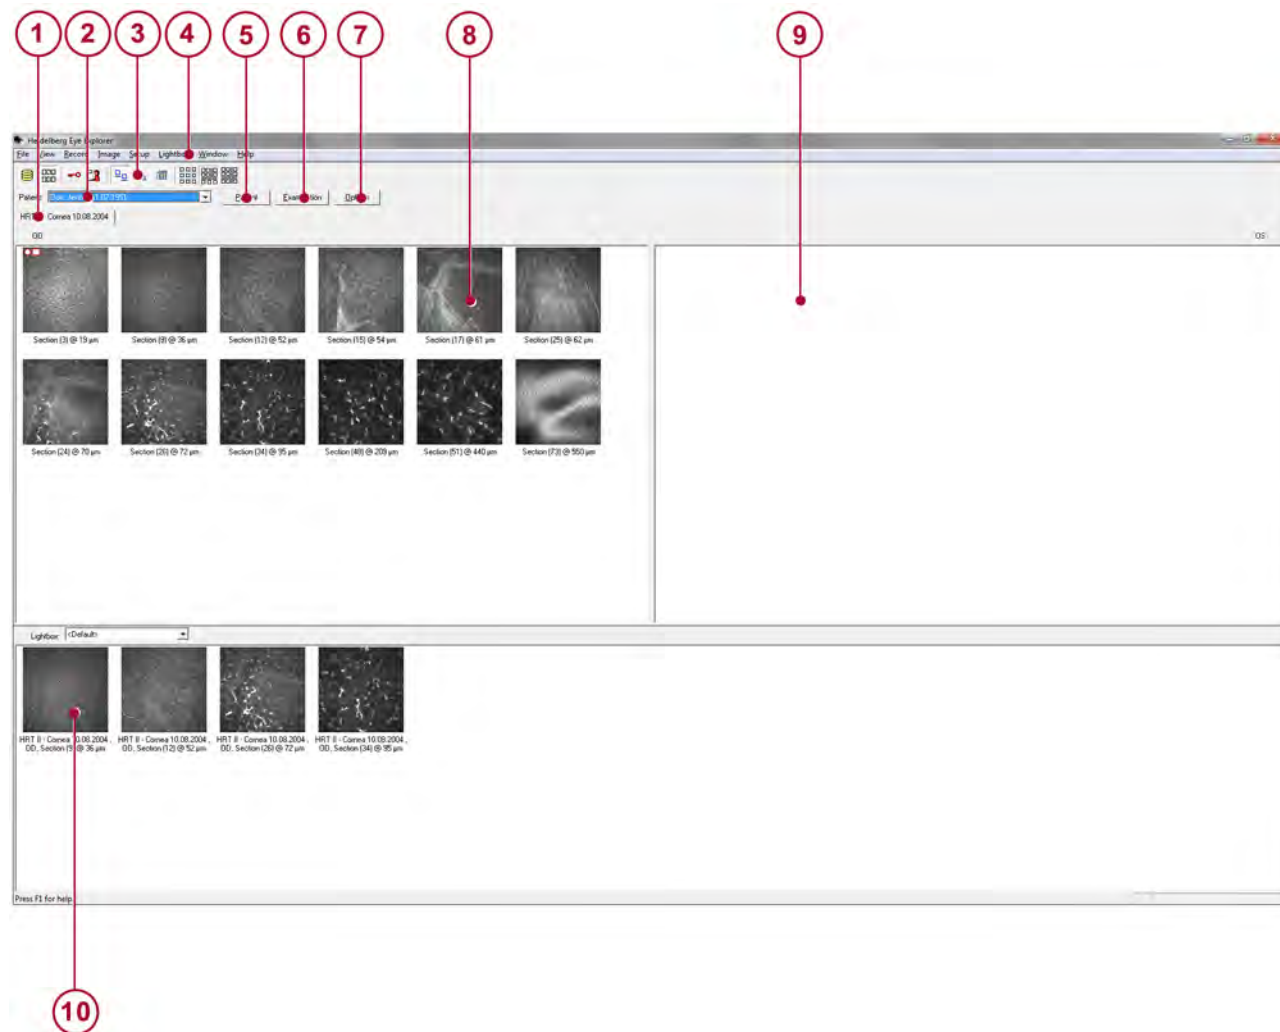 1 2 3 4 5 6 7 8 9
Heidelberg Eye Explorer
File View Record Image Setup Lightbox Window Help
Patient:
HRT Cornea 10.08.2004
OD OS
Section (3) @ 19 µm Section (9) @ 36 µm Section (12) @ 52 µm Section (15) @ 54 µm Section (17) @ 61 µm Section (25) @ 62 µm
Section (24) @ 70 µm Section (26) @ 72 µm Section (34) @ 95 µm Section (48) @ 209 µm Section (51) @ 440 µm Section (73) @ 550 µm
Lightbox: <Default>
HRT II - Cornea 10.08.2004 , HRT II - Cornea 10.08.2004 , HRT II - Cornea 10.08.2004 , HRT II - Cornea 10.08.2004 ,
OD, Section (9) @ 36 µm OD, Section (12) @ 52 µm OD, Section (26) @ 72 µm OD, Section (34) @ 95 µm
Press F1 for help.
10